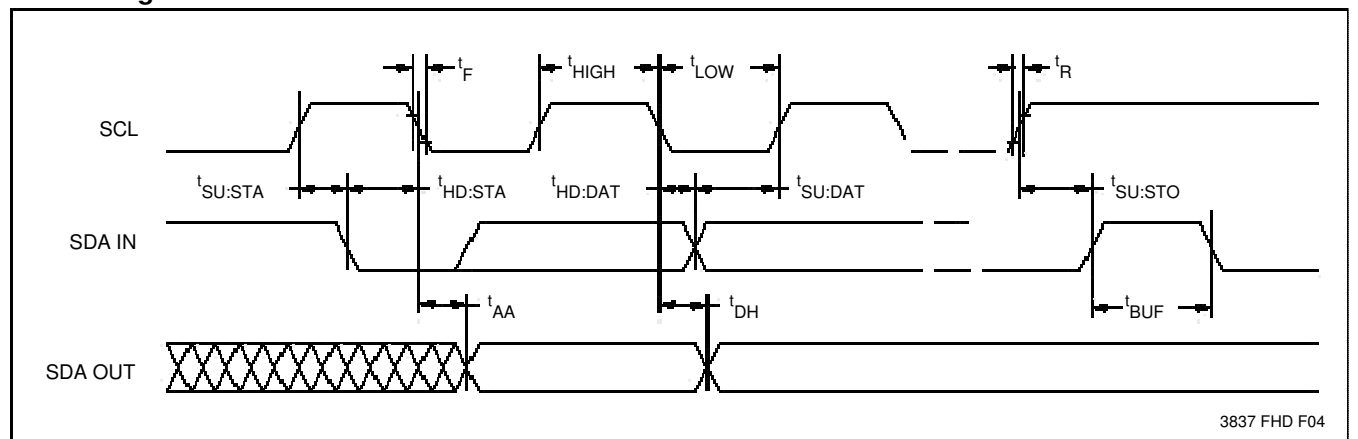 tF
tHIGH
tLOW
tR
SCL
tSU:STA
tHD:STA
tHD:DAT
tSU:DAT
tSU:STO
SDA IN
tAA
tDH
tBUF
SDA OUT
3837 FHD F04